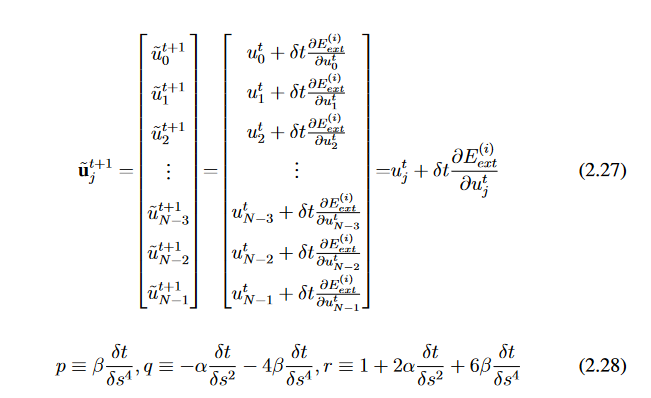 ũ_j^{t+1} = [ũ_0^{t+1} ũ_1^{t+1} ũ_2^{t+1} ⋮ ũ_{N−3}^{t+1} ũ_{N−2}^{t+1} ũ_{N−1}^{t+1}] = [u_0^t + δt ∂E_{ext}^{(i)}/∂u_0^t u_1^t + δt ∂E_{ext}^{(i)}/∂u_1^t u_2^t + δt ∂E_{ext}^{(i)}/∂u_2^t ⋮ u_{N−3}^t + δt ∂E_{ext}^{(i)}/∂u_{N−3}^t u_{N−2}^t + δt ∂E_{ext}^{(i)}/∂u_{N−2}^t u_{N−1}^t + δt ∂E_{ext}^{(i)}/∂u_{N−1}^t] = u_j^t + δt ∂E_{ext}^{(i)}/∂u_j^t (2.27)
p ≡ β δt/δs^4, q ≡ −α δt/δs^2 − 4β δt/δs^4, r ≡ 1 + 2α δt/δs^2 + 6β δt/δs^4 (2.28)